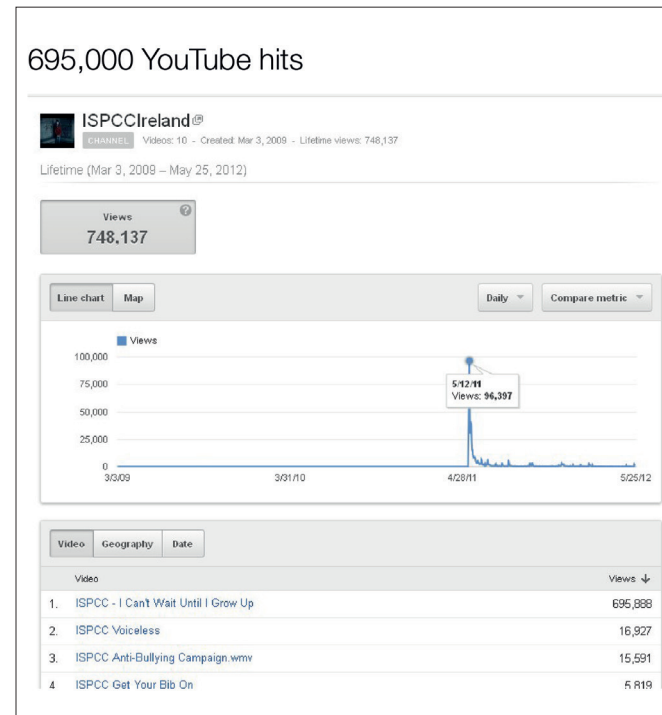 695,000 YouTube hits
ISPCCIreland
CHANNEL Videos: 10 - Created: Mar 3, 2009 - Lifetime views: 748,137
Lifetime (Mar 3, 2009 – May 25, 2012)
Views ?
748,137
Line chart Map Daily Compare metric
Views
100,000
75,000
50,000
25,000
0
5/12/11
Views: 96,397
3/3/09 3/31/10 4/28/11 5/25/12
Video Geography Date
Video Views
1. ISPCC - I Can't Wait Until I Grow Up 695,888
2. ISPCC Voiceless 16,927
3. ISPCC Anti-Bullying Campaign.wmv 15,591
4 ISPCC Get Your Bib On 5,819